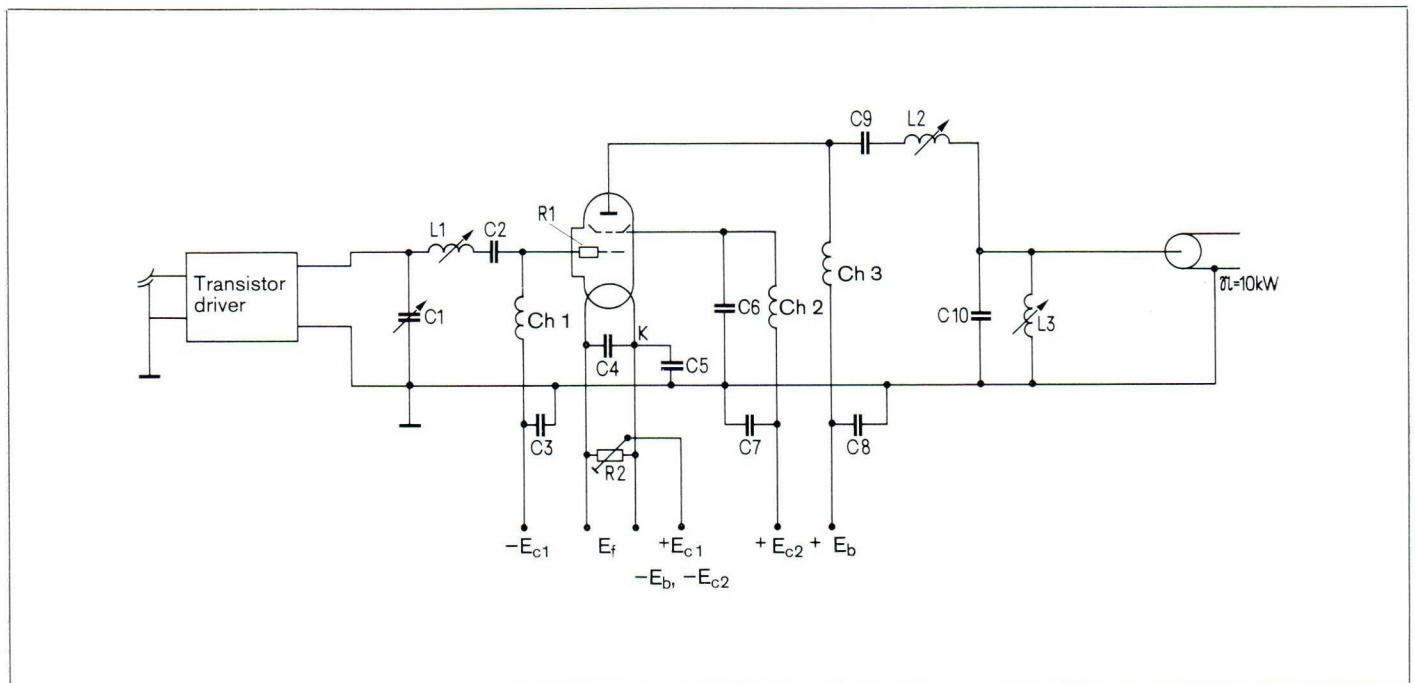 C9
L2
R1
L1
C2
Transistor
driver
C1
Ch 1
C6
Ch 2
Ch 3
K
C4
C5
C10
L3
𝔑=10kW
C3
R2
C7
C8
-Ec1
Ef
+Ec1
+Ec2
+ Eb
-Eb, -Ec2